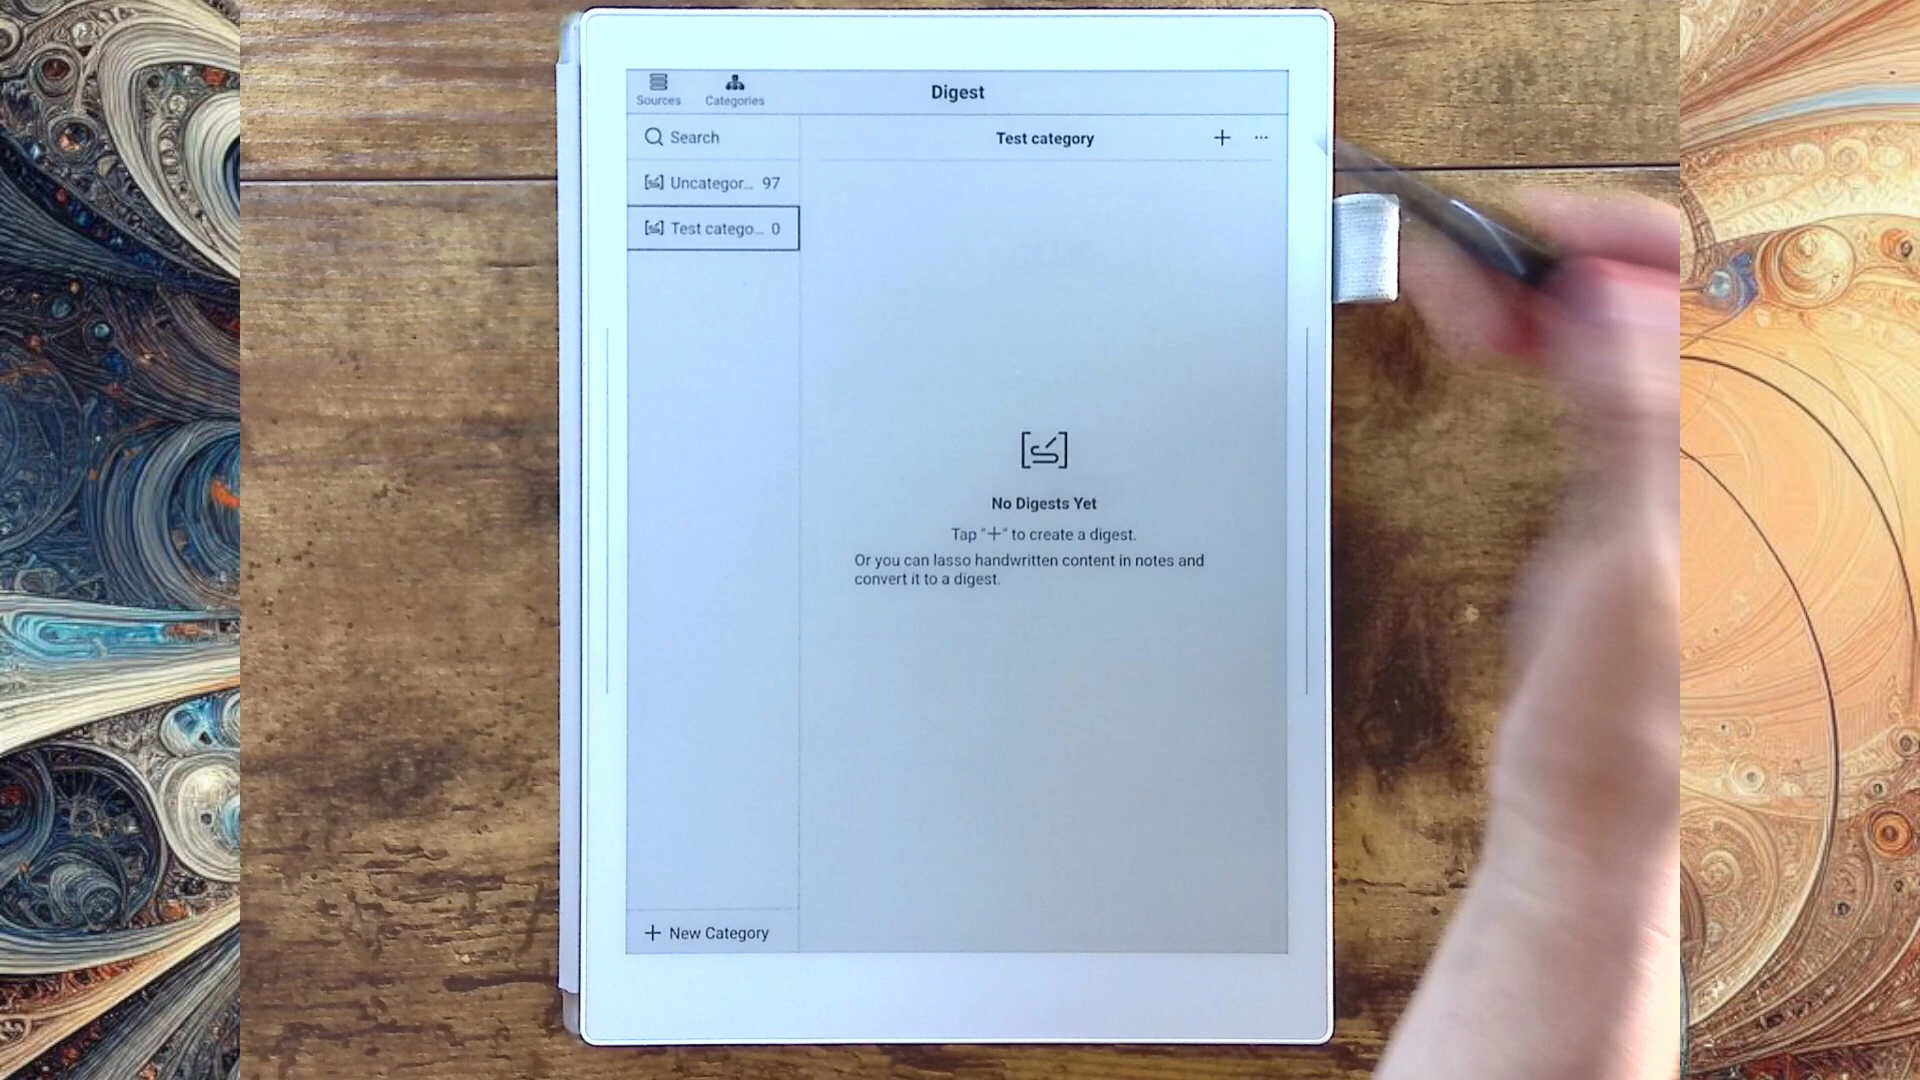 Sources Categories Digest
Search
Test category
Uncategor... 97
Test catego... 0
No Digests Yet
Tap "+" to create a digest.
Or you can lasso handwritten content in notes and
convert it to a digest.
+ New Category